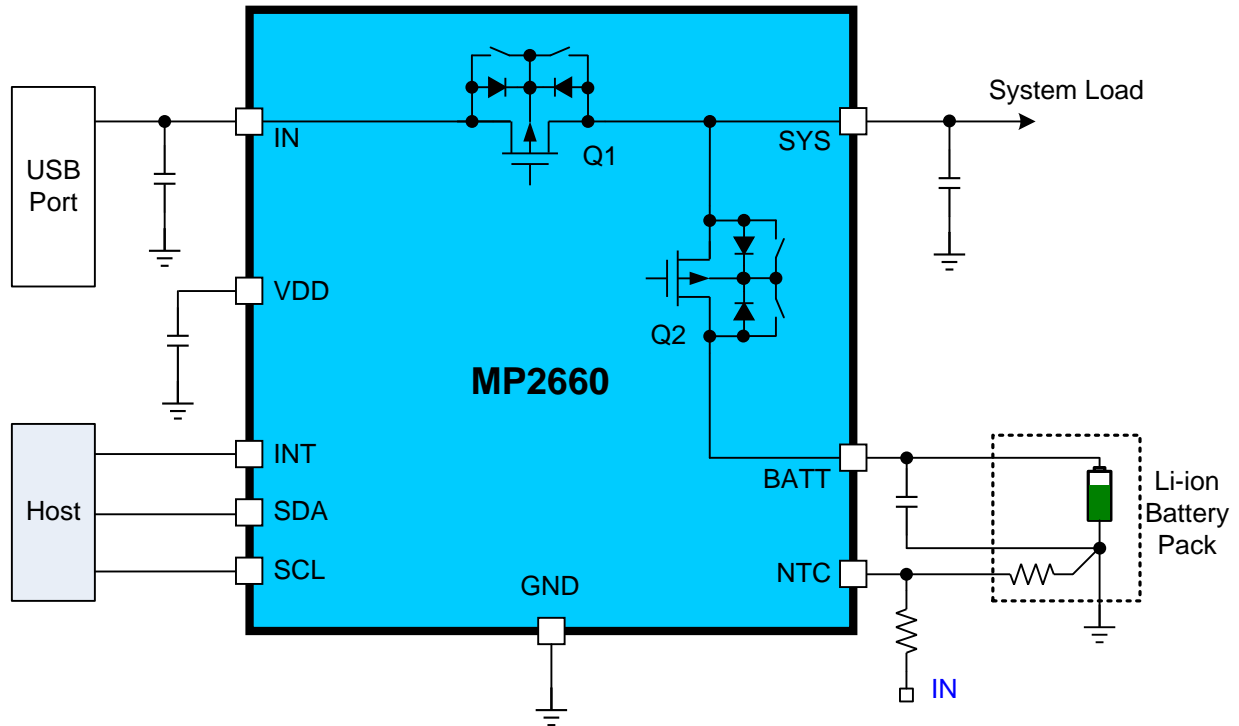 System Load
IN
Q1
SYS
USB
Port
VDD
Q2
MP2660
INT
BATT
Li-ion
Battery
Pack
Host
SDA
SCL
NTC
GND
IN